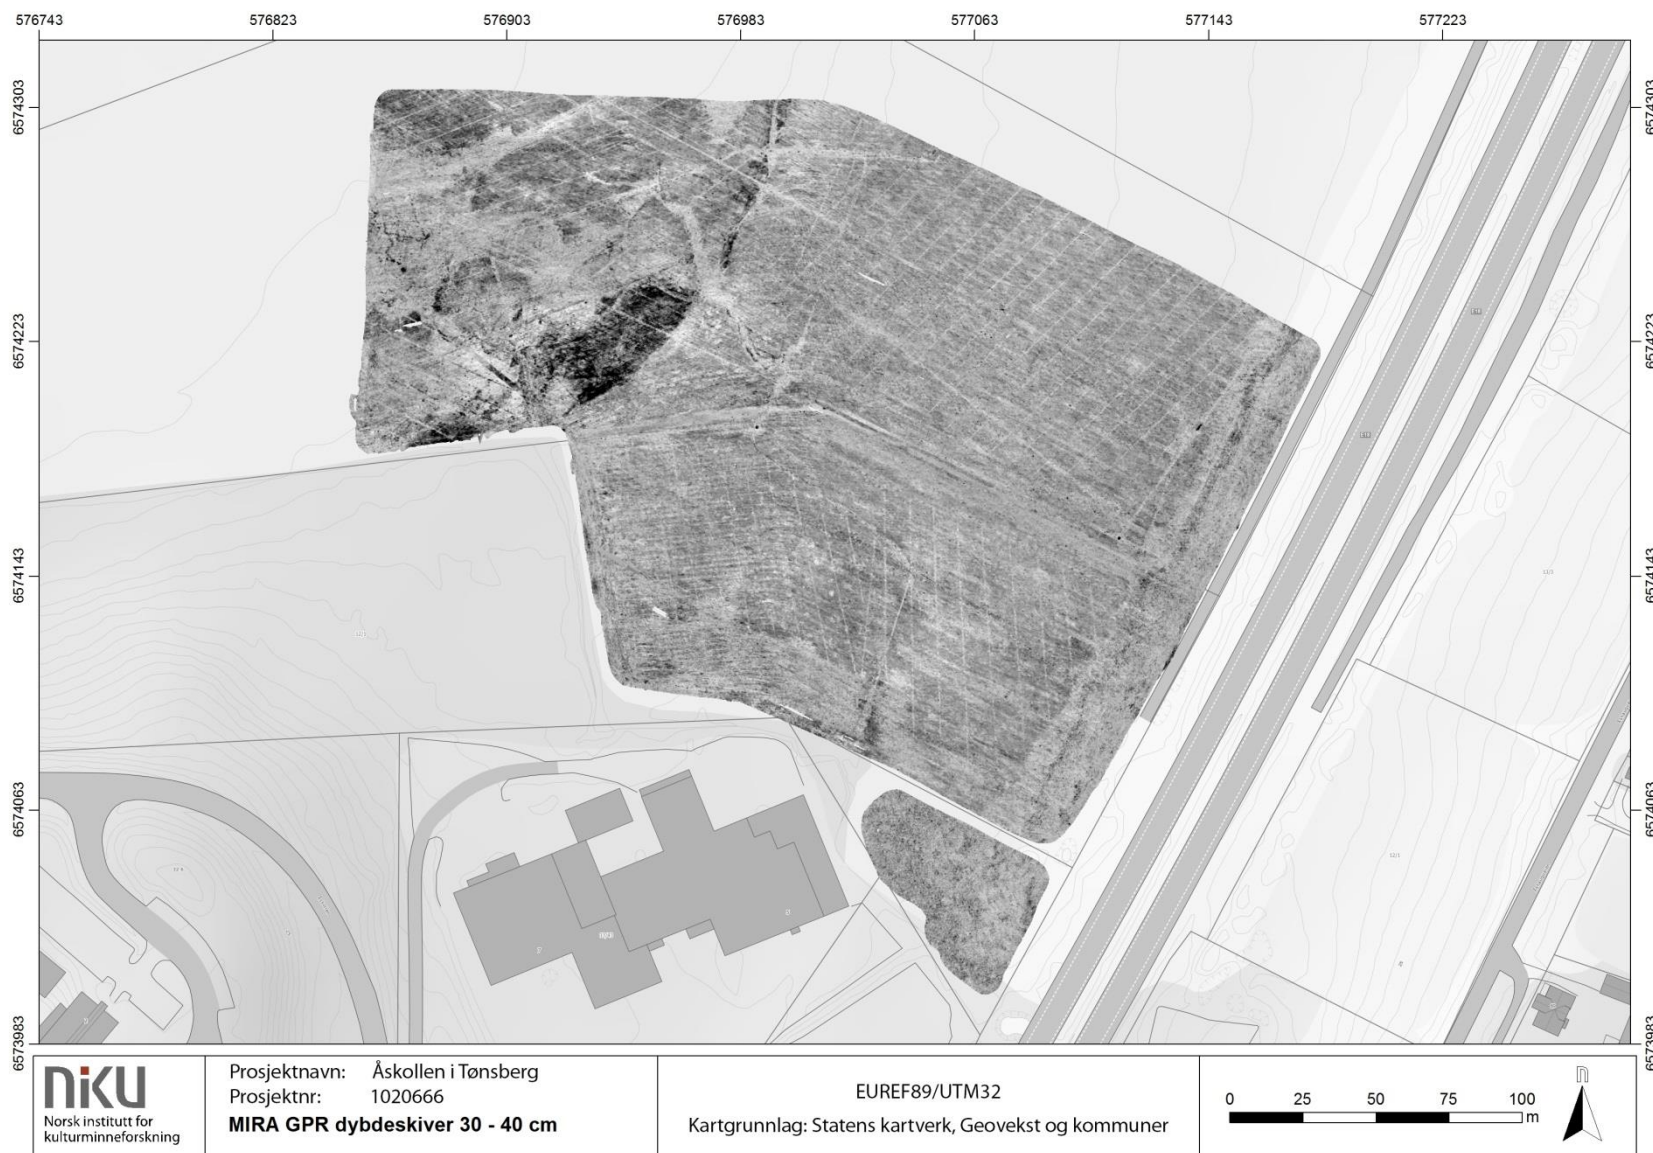 576743 576823 576903 576983 577063 577143 577223
6574303 6574303
6574223 6574223
6574143 6574143
6574063 6574063
6573983 6573983
E18
E18
niku
Norsk institutt for
kulturminneforskning
Prosjektnavn: Åskollen i Tønsberg
Prosjektnr: 1020666
MIRA GPR dybdeskiver 30 - 40 cm
EUREF89/UTM32
Kartgrunnlag: Statens kartverk, Geovekst og kommuner
0 25 50 75 100
m
n